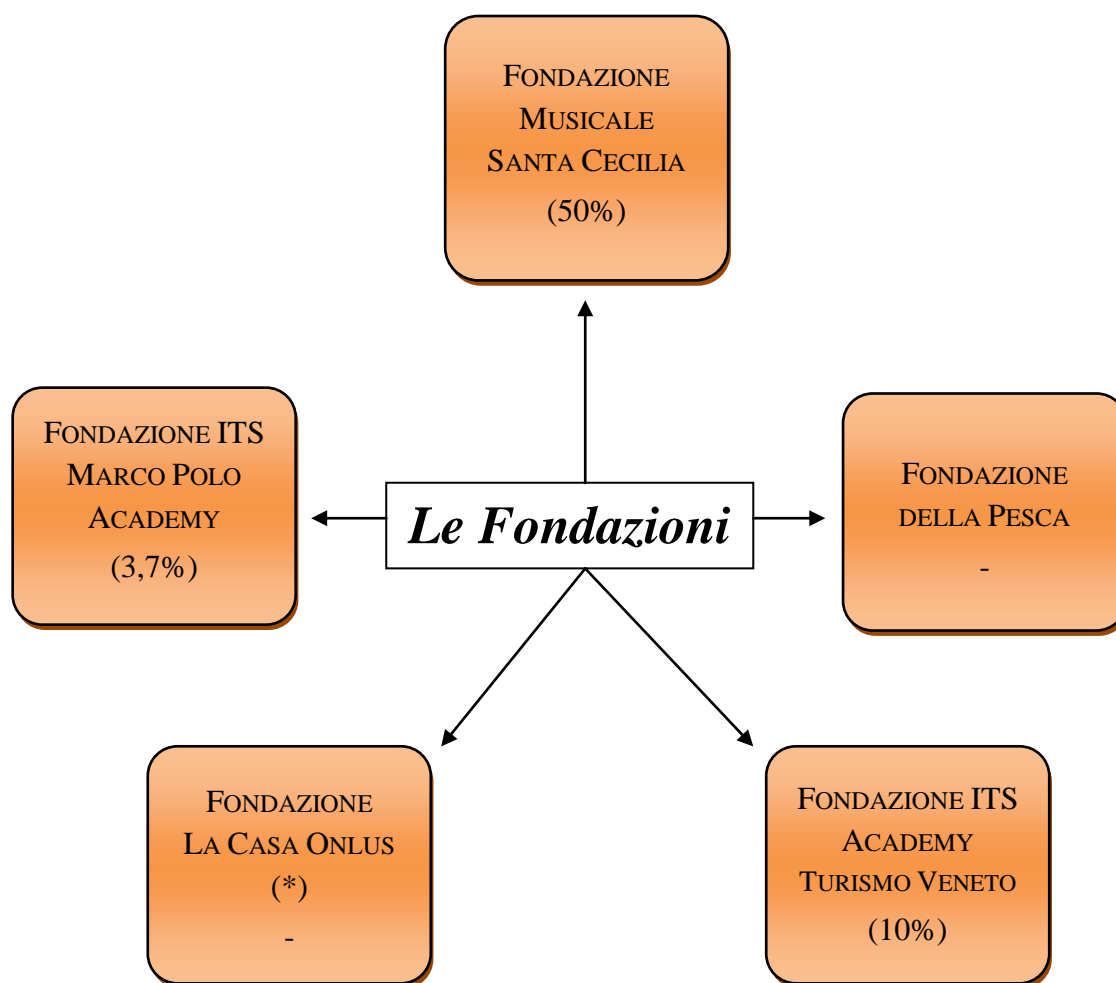 FONDAZIONE
MUSICALE
SANTA CECILIA
(50%)
FONDAZIONE ITS
MARCO POLO
ACADEMY
(3,7%)
Le Fondazioni
FONDAZIONE
DELLA PESCA
-
FONDAZIONE
LA CASA ONLUS
(*)
-
FONDAZIONE ITS
ACADEMY
TURISMO VENETO
(10%)